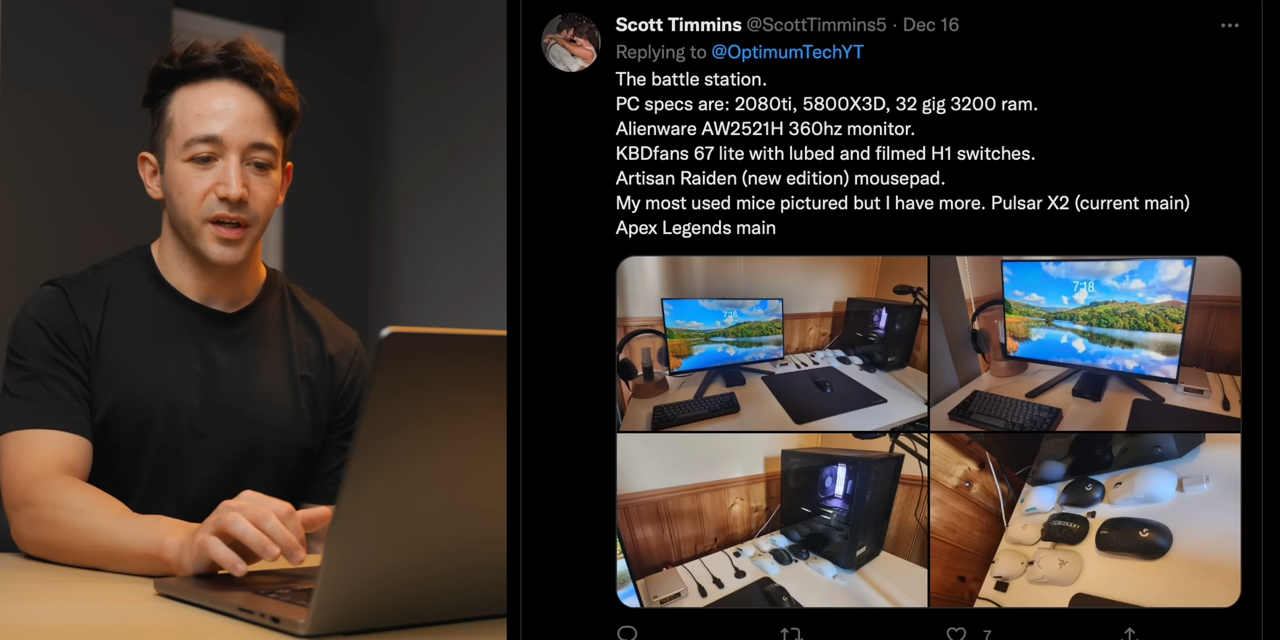 Scott Timmins @ScottTimmins5 · Dec 16
Replying to @OptimumTechYT
The battle station.
PC specs are: 2080ti, 5800X3D, 32 gig 3200 ram.
Alienware AW2521H 360hz monitor.
KBDfans 67 lite with lubed and filmed H1 switches.
Artisan Raiden (new edition) mousepad.
My most used mice pictured but I have more. Pulsar X2 (current main)
Apex Legends main
7:18
7:18
7